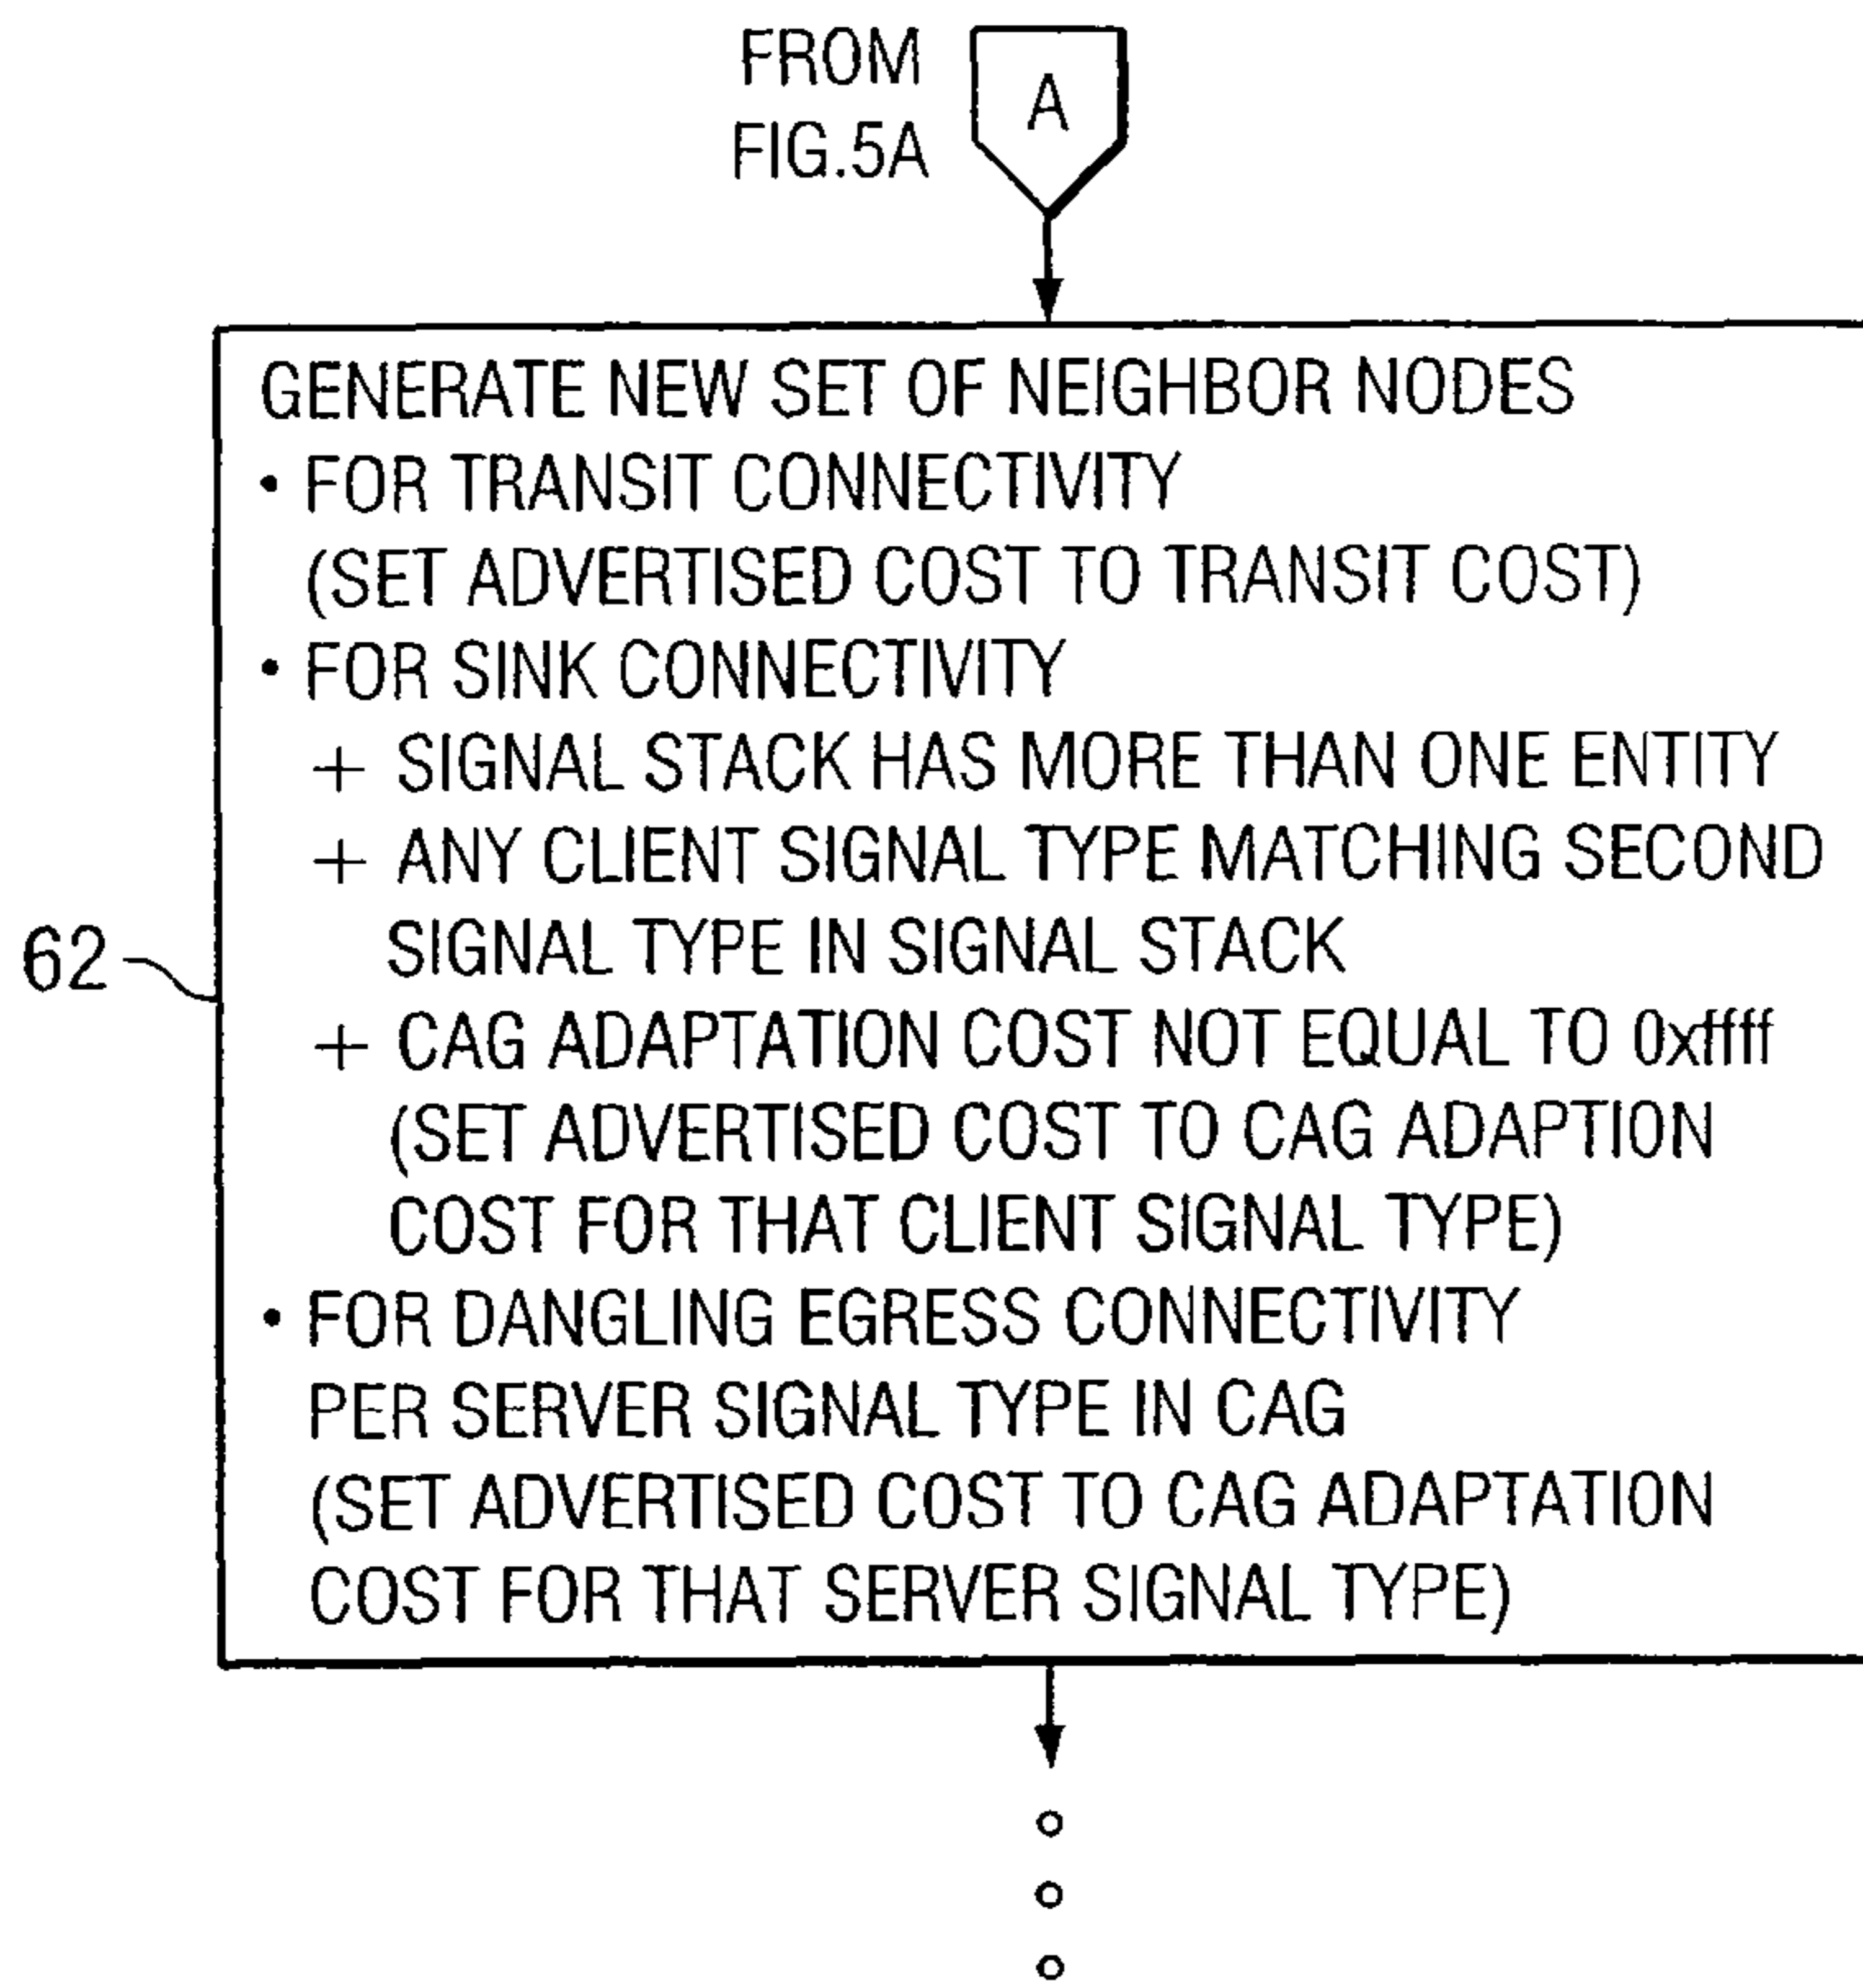 FROM
FIG.5A
A
GENERATE NEW SET OF NEIGHBOR NODES
• FOR TRANSIT CONNECTIVITY
(SET ADVERTISED COST TO TRANSIT COST)
• FOR SINK CONNECTIVITY
+ SIGNAL STACK HAS MORE THAN ONE ENTITY
+ ANY CLIENT SIGNAL TYPE MATCHING SECOND
SIGNAL TYPE IN SIGNAL STACK
+ CAG ADAPTATION COST NOT EQUAL TO 0xffff
(SET ADVERTISED COST TO CAG ADAPTION
COST FOR THAT CLIENT SIGNAL TYPE)
• FOR DANGLING EGRESS CONNECTIVITY
PER SERVER SIGNAL TYPE IN CAG
(SET ADVERTISED COST TO CAG ADAPTATION
COST FOR THAT SERVER SIGNAL TYPE)
62